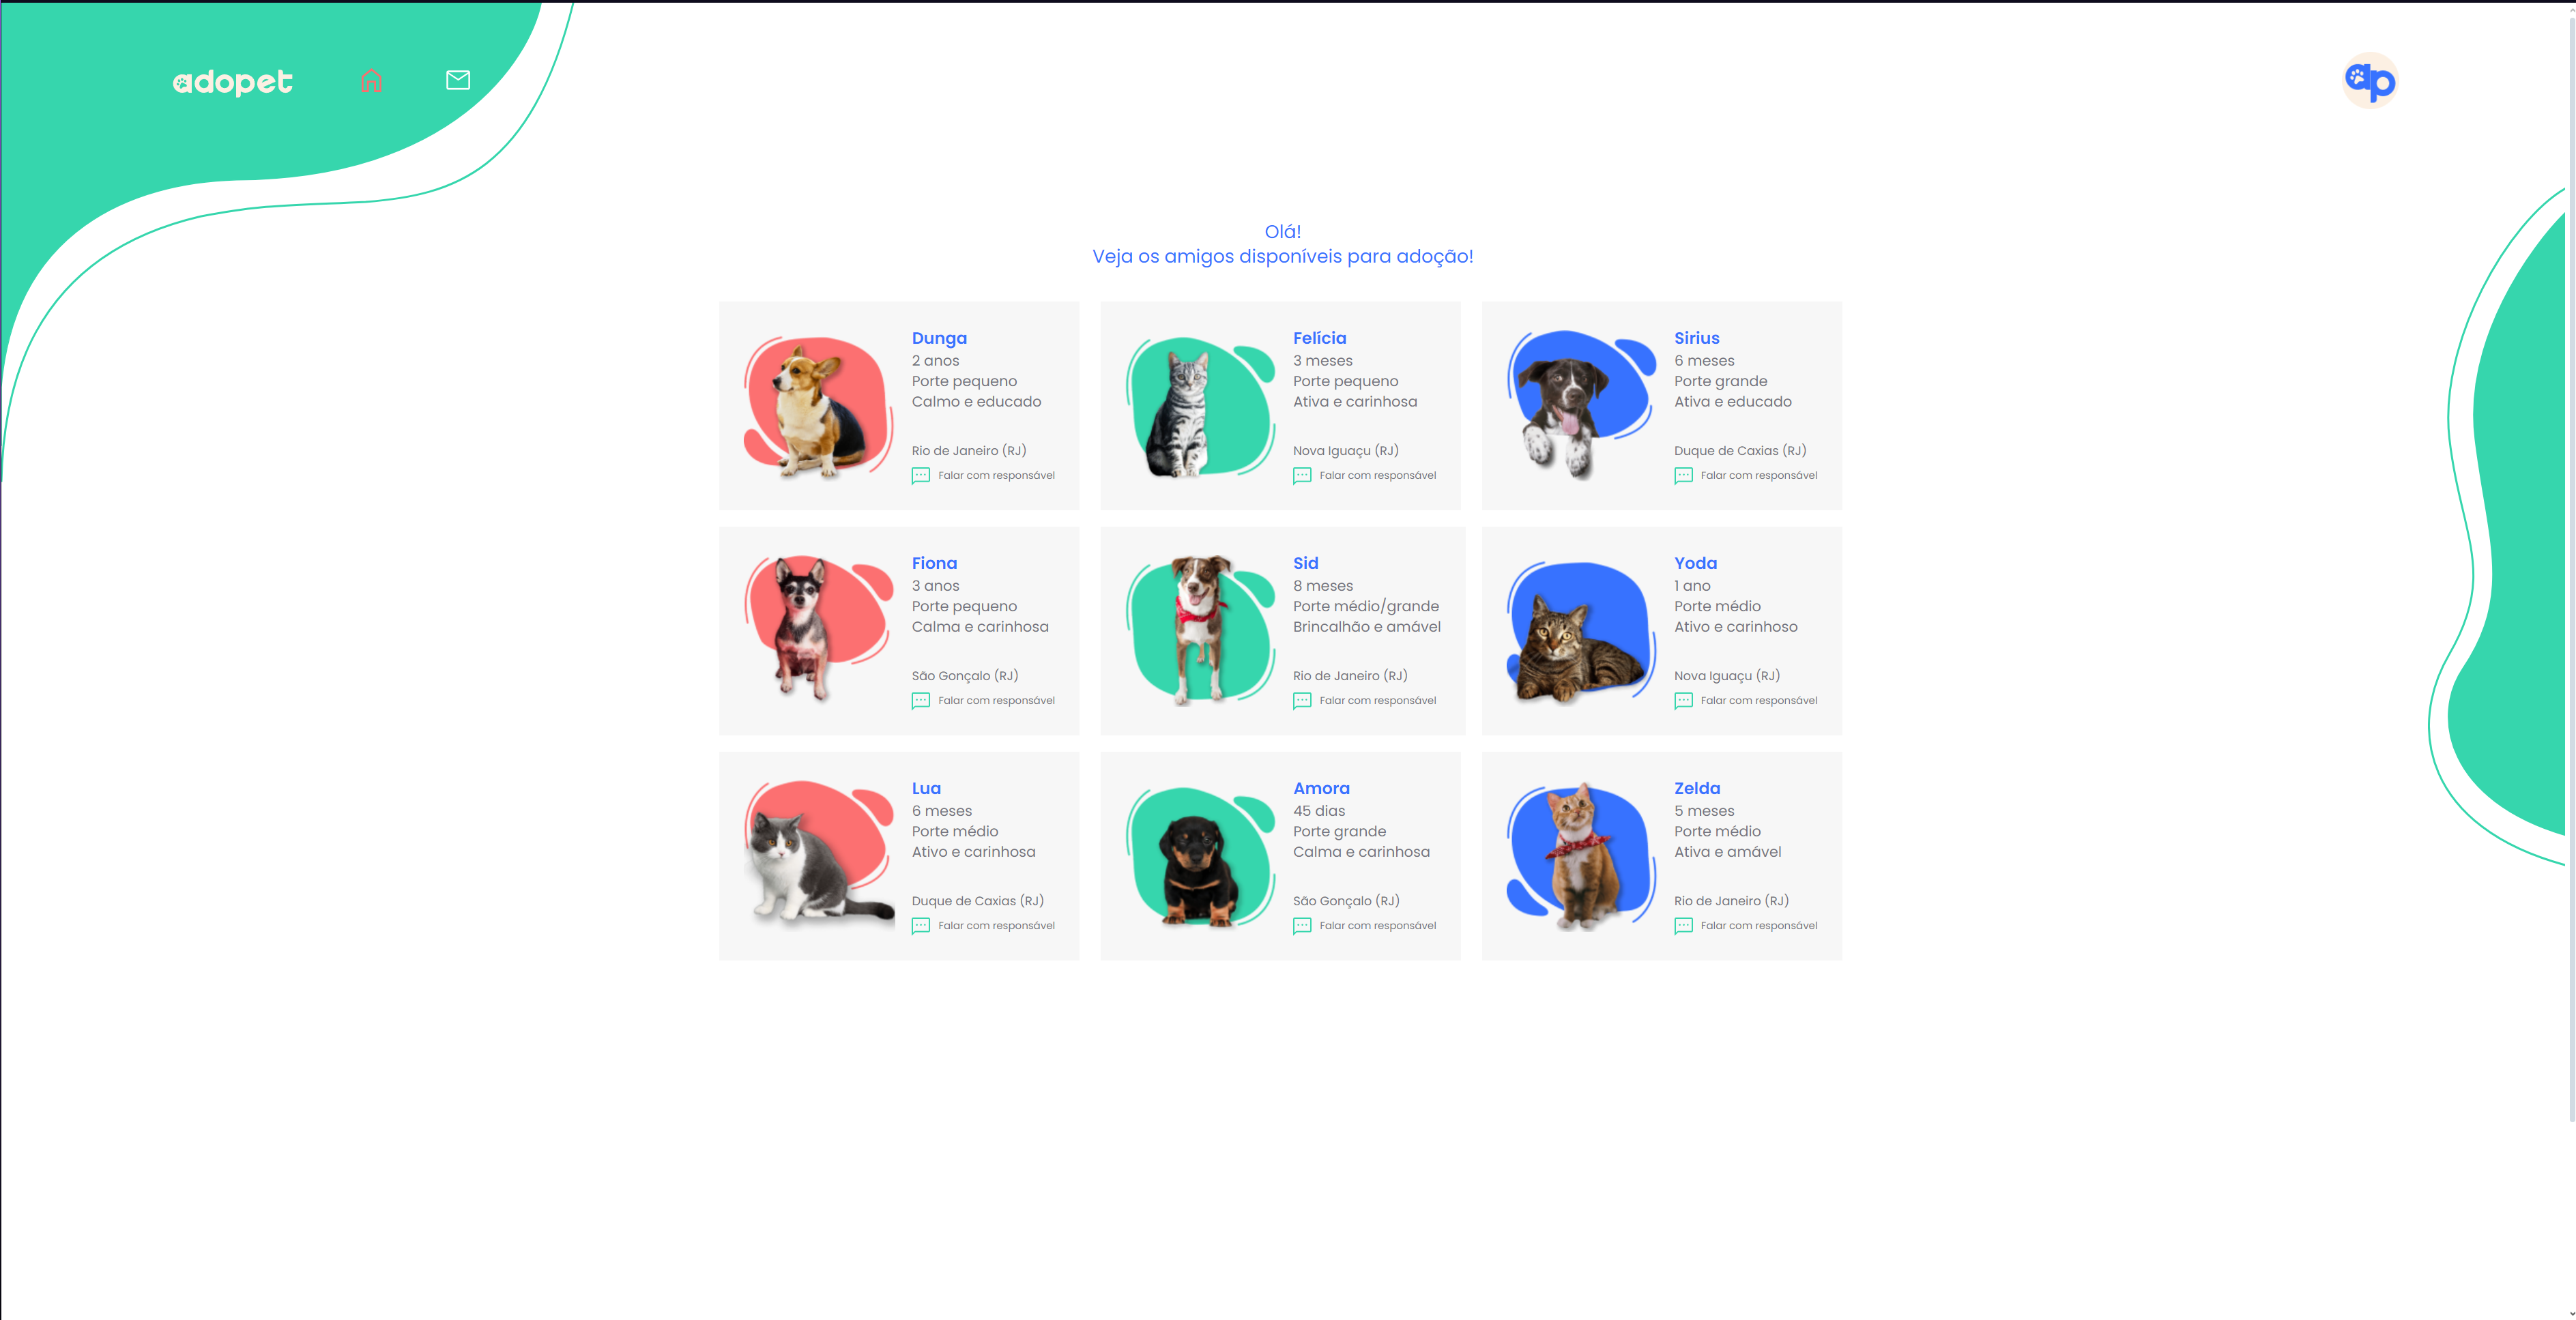 adopet
ap
Olá!
Veja os amigos disponíveis para adoção!
Dunga
2 anos
Porte pequeno
Calmo e educado
Rio de Janeiro (RJ)
Falar com responsável
Felícia
3 meses
Porte pequeno
Ativa e carinhosa
Nova Iguaçu (RJ)
Falar com responsável
Sirius
6 meses
Porte grande
Ativa e educado
Duque de Caxias (RJ)
Falar com responsável
Fiona
3 anos
Porte pequeno
Calma e carinhosa
São Gonçalo (RJ)
Falar com responsável
Sid
8 meses
Porte médio/grande
Brincalhão e amável
Rio de Janeiro (RJ)
Falar com responsável
Yoda
1 ano
Porte médio
Ativo e carinhoso
Nova Iguaçu (RJ)
Falar com responsável
Lua
6 meses
Porte médio
Ativo e carinhosa
Duque de Caxias (RJ)
Falar com responsável
Amora
45 dias
Porte grande
Calma e carinhosa
São Gonçalo (RJ)
Falar com responsável
Zelda
5 meses
Porte médio
Ativa e amável
Rio de Janeiro (RJ)
Falar com responsável